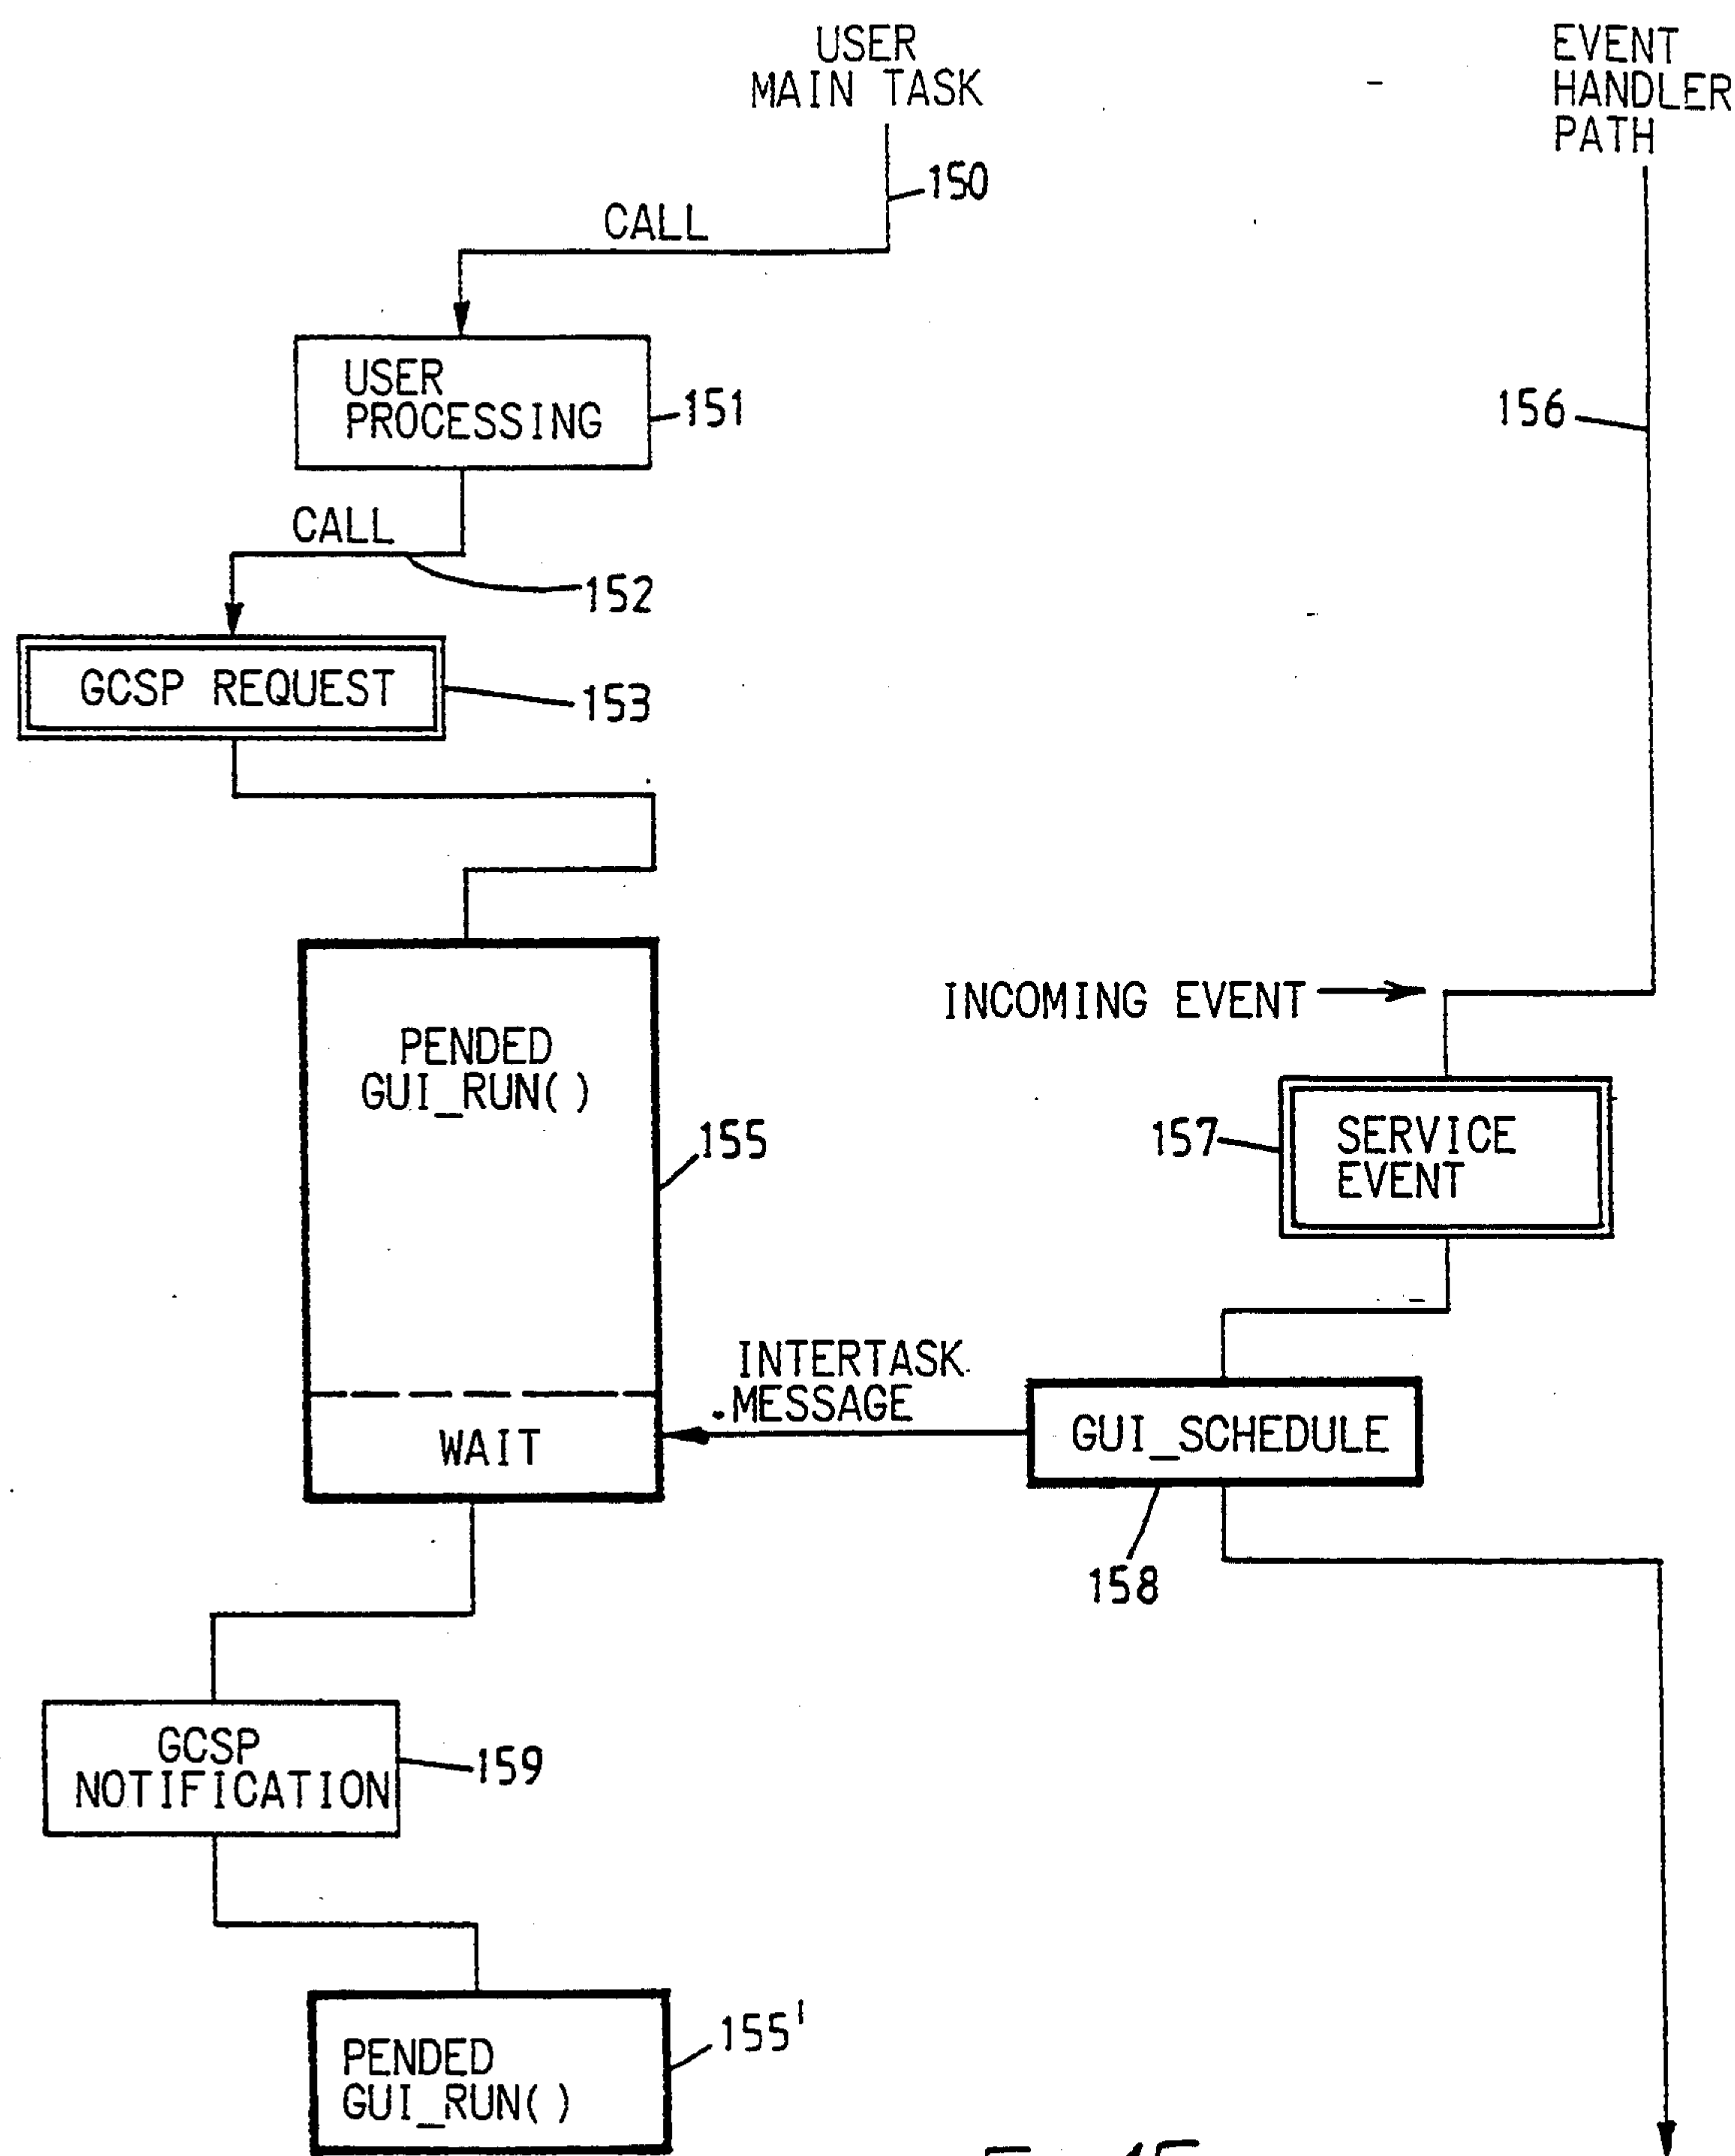 USER
MAIN TASK
EVENT
HANDLER
PATH
150
CALL
USER
PROCESSING
151
156
CALL
152
GCSP REQUEST
153
INCOMING EVENT
PENDED
GUI_RUN()
155
157
SERVICE
EVENT
INTERTASK
MESSAGE
WAIT
GUI_SCHEDULE
158
GCSP
NOTIFICATION
159
155'
PENDED
GUI_RUN()